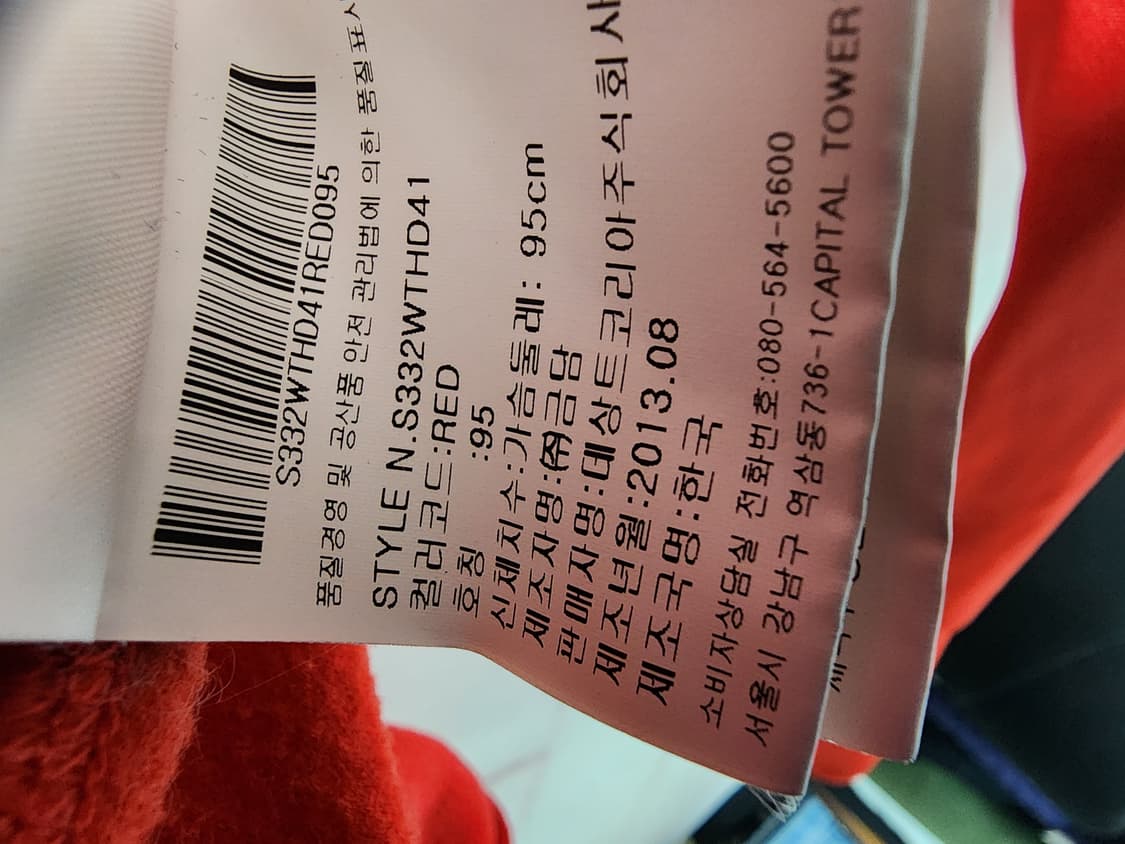 S332WTHD41RED095
품질경영 및 공산품 안전 관리법에 의한 품질표시
STYLE N.S332WTHD41
컬러코드:RED
호칭 :95
신체치수:가슴둘레: 95cm
제조자명:㈜금담
판매자명:데상트코리아주식회사
제조년월:2013.08
제조국명:한국
소비자상담실 전화번호:080-564-5600
서울시 강남구 역삼동736-1CAPITAL TOWER